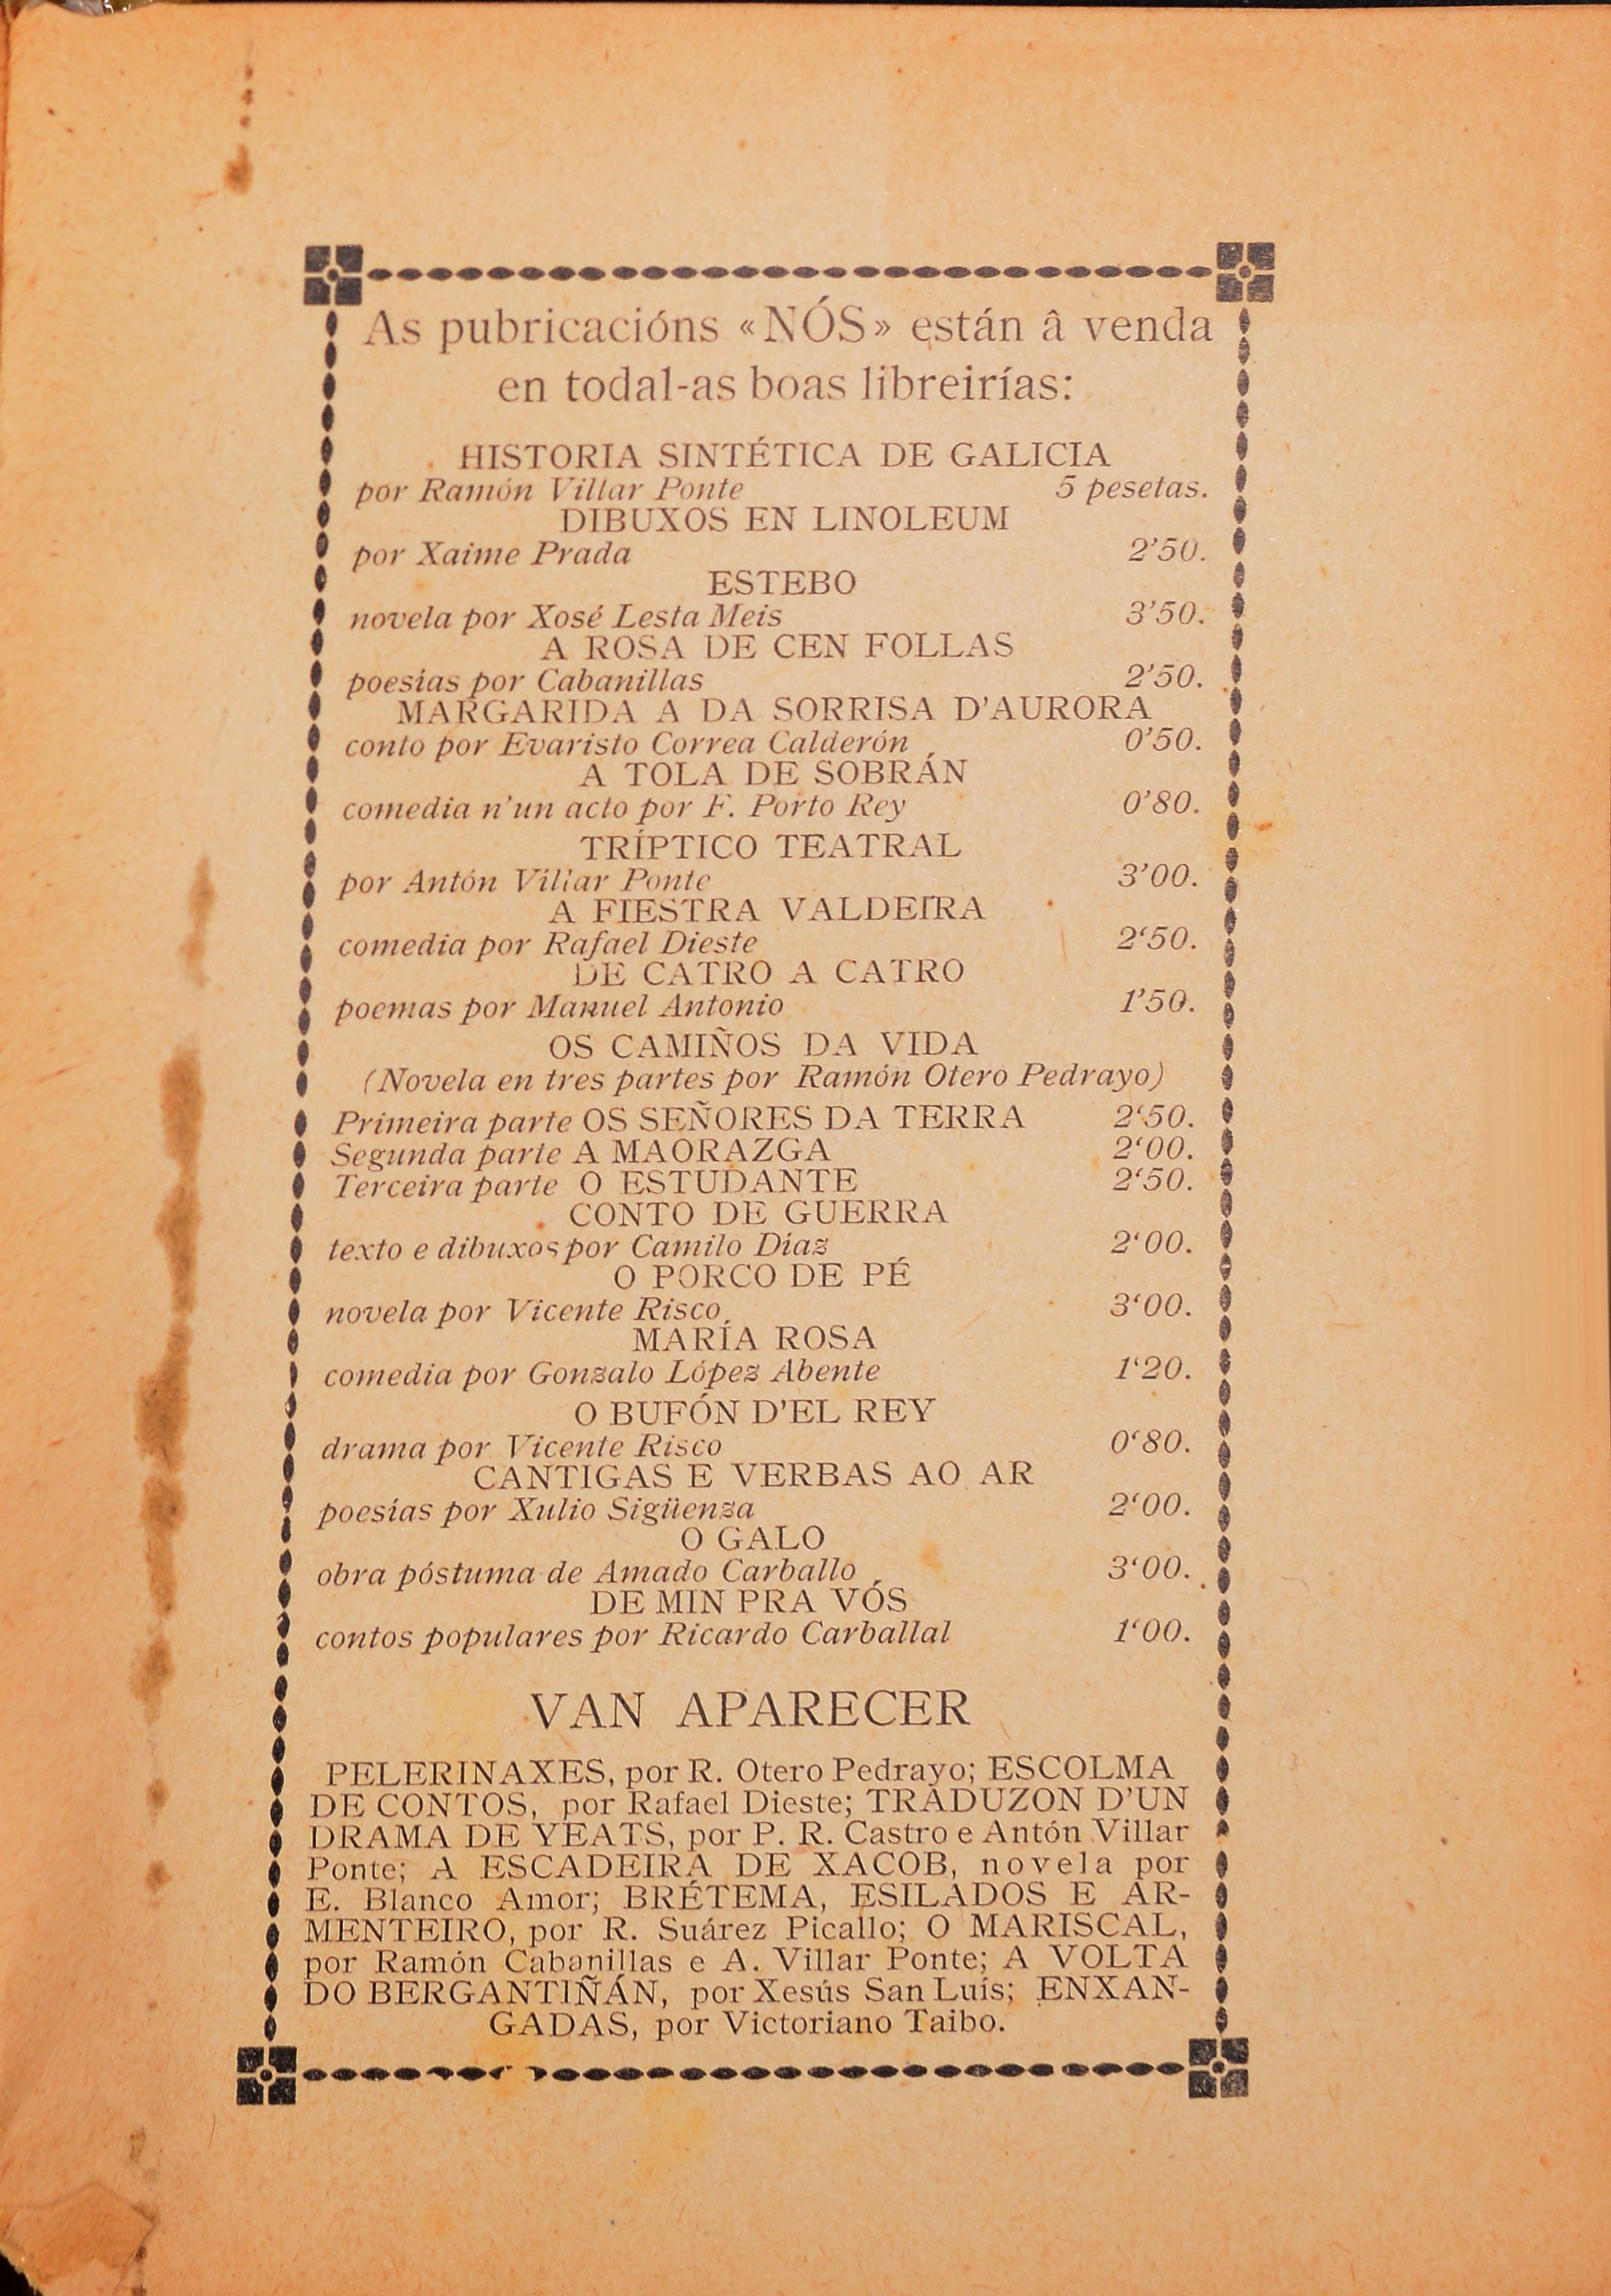 As pubricacións «NÓS» están â venda
en todal-as boas libreirías:
HISTORIA SINTÉTICA DE GALICIA
por Ramón Villar Ponte 5 pesetas.
DIBUXOS EN LINOLEUM
por Xaime Prada 2’50.
ESTEBO
novela por Xosé Lesta Meis 3’50.
A ROSA DE CEN FOLLAS
poesías por Cabanillas 2’50.
MARGARIDA A DA SORRISA D’AURORA
conto por Evaristo Correa Calderón 0’50.
A TOLA DE SOBRÁN
comedia n’un acto por F. Porto Rey 0’80.
TRÍPTICO TEATRAL
por Antón Villar Ponte 3’00.
A FIESTRA VALDEIRA
comedia por Rafael Dieste 2‘50.
DE CATRO A CATRO
poemas por Manuel Antonio 1’50.
OS CAMIÑOS DA VIDA
(Novela en tres partes por Ramón Otero Pedrayo)
Primeira parte OS SEÑORES DA TERRA 2‘50.
Segunda parte A MAORAZGA 2‘00.
Terceira parte O ESTUDANTE 2‘50.
CONTO DE GUERRA
texto e dibuxos por Camilo Díaz 2‘00.
O PORCO DE PÉ
novela por Vicente Risco 3‘00.
MARÍA ROSA
comedia por Gonzalo López Abente 1‘20.
O BUFÓN D’EL REY
drama por Vicente Risco 0‘80.
CANTIGAS E VERBAS AO AR
poesías por Xulio Sigüenza 2‘00.
O GALO
obra póstuma de Amado Carballo 3‘00.
DE MIN PRA VÓS
contos populares por Ricardo Carballal 1‘00.
VAN APARECER
PELERINAXES, por R. Otero Pedrayo; ESCOLMA
DE CONTOS, por Rafael Dieste; TRADUZON D’UN
DRAMA DE YEATS, por P. R. Castro e Antón Villar
Ponte; A ESCADEIRA DE XACOB, novela por
E. Blanco Amor; BRÉTEMA, ESILADOS E AR-
MENTEIRO, por R. Suárez Picallo; O MARISCAL,
por Ramón Cabanillas e A. Villar Ponte; A VOLTA
DO BERGANTIÑÁN, por Xesús San Luís; ENXAN-
GADAS, por Victoriano Taibo.